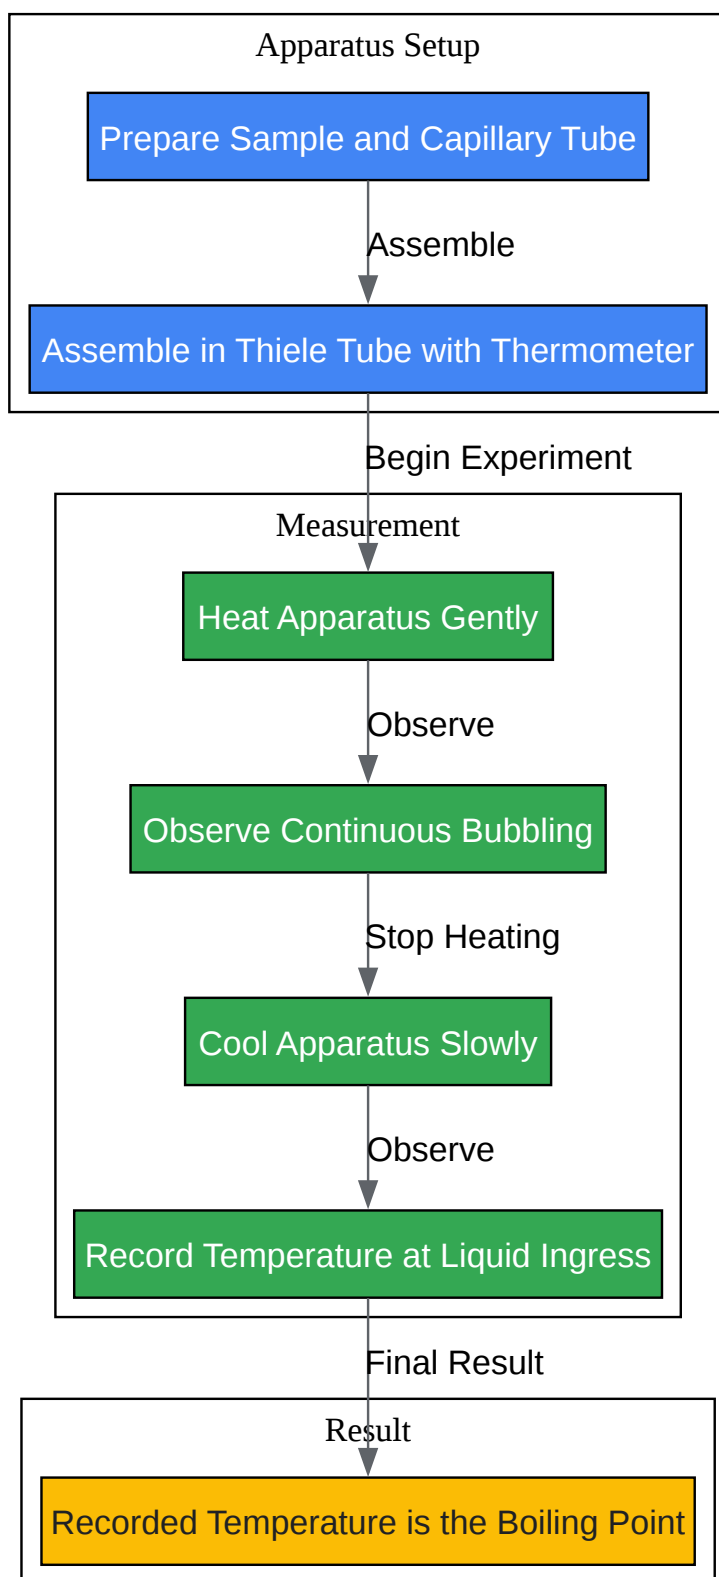 Apparatus Setup
Prepare Sample and Capillary Tube
Assemble
Assemble in Thiele Tube with Thermometer
Begin Experiment
Measurement
Heat Apparatus Gently
Observe
Observe Continuous Bubbling
Stop Heating
Cool Apparatus Slowly
Observe
Record Temperature at Liquid Ingress
Final Result
Result
Recorded Temperature is the Boiling Point